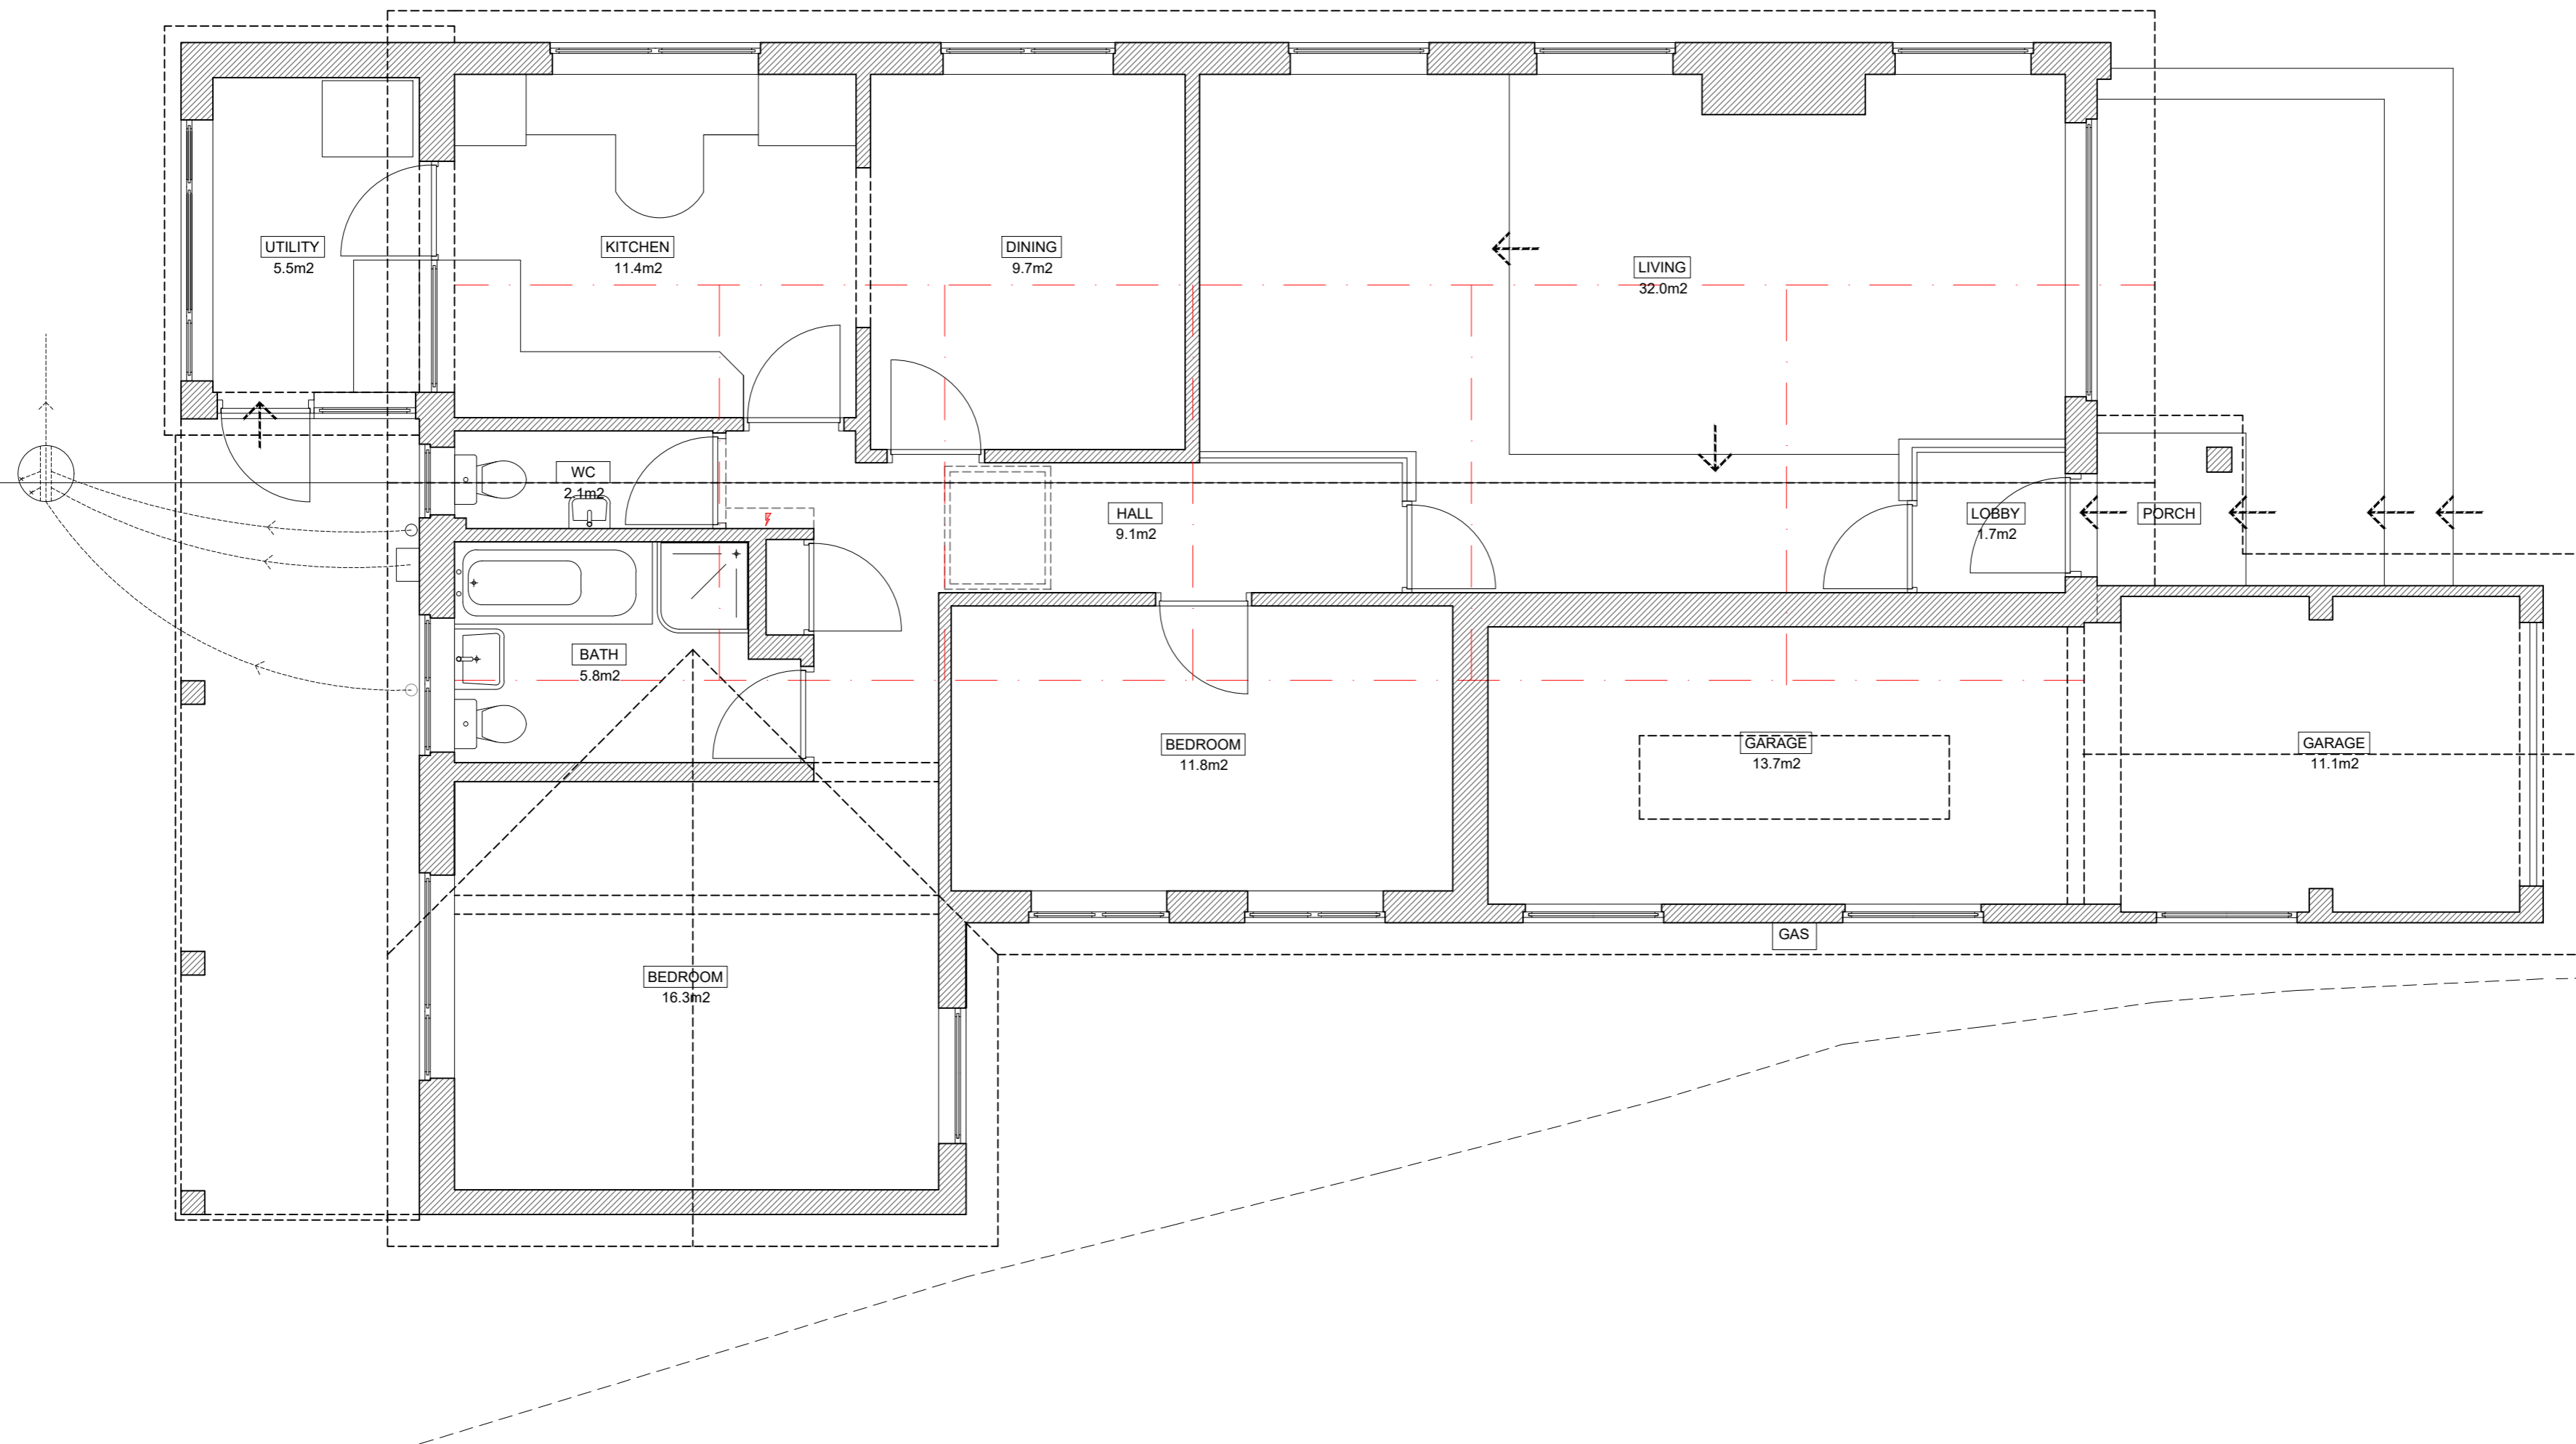 UTILITY
5.5m2
KITCHEN
11.4m2
DINING
9.7m2
LIVING
32.0m2
WC
2.1m2
HALL
9.1m2
LOBBY
1.7m2
PORCH
BATH
5.8m2
BEDROOM
11.8m2
GARAGE
13.7m2
GARAGE
11.1m2
GAS
BEDROOM
16.3m2